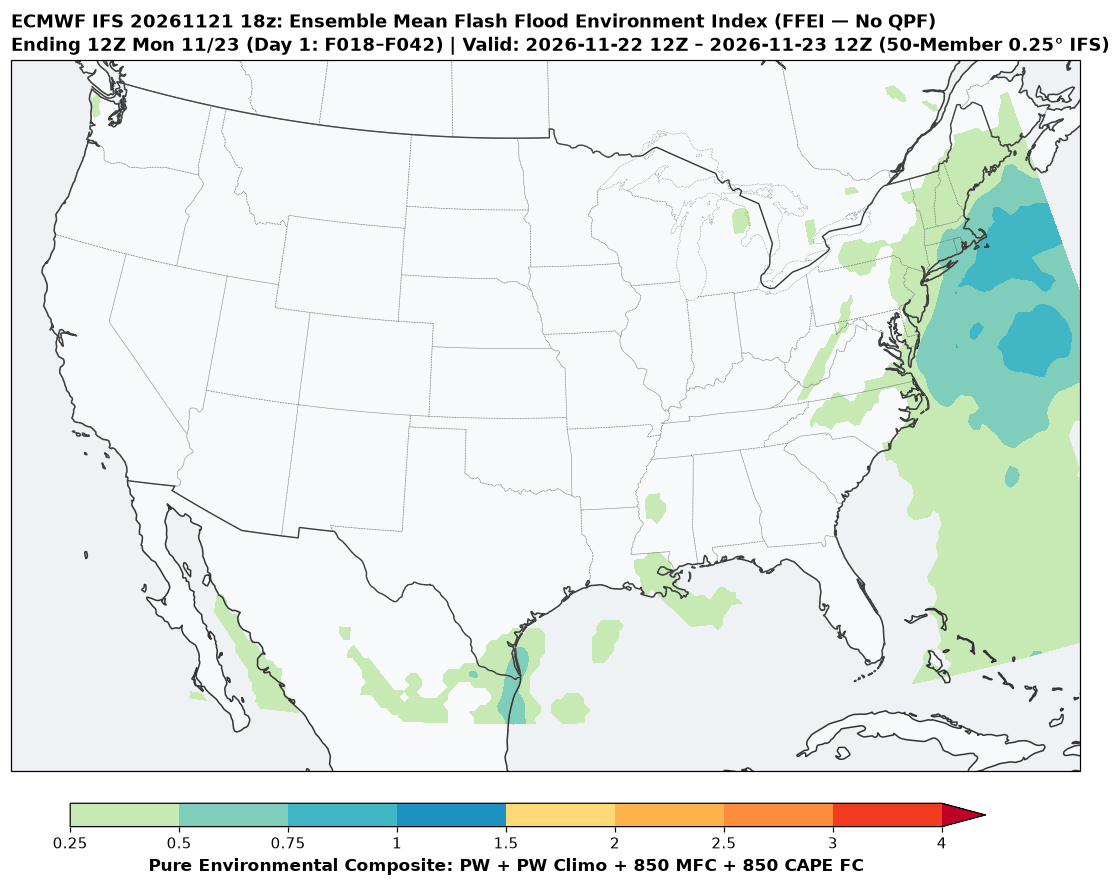 ECMWF IFS 20261121 18z: Ensemble Mean Flash Flood Environment Index (FFEI — No QPF)
Ending 12Z Mon 11/23 (Day 1: F018–F042) | Valid: 2026-11-22 12Z – 2026-11-23 12Z (50-Member 0.25° IFS)
0.25 0.5 0.75 1 1.5 2 2.5 3 4
Pure Environmental Composite: PW + PW Climo + 850 MFC + 850 CAPE FC